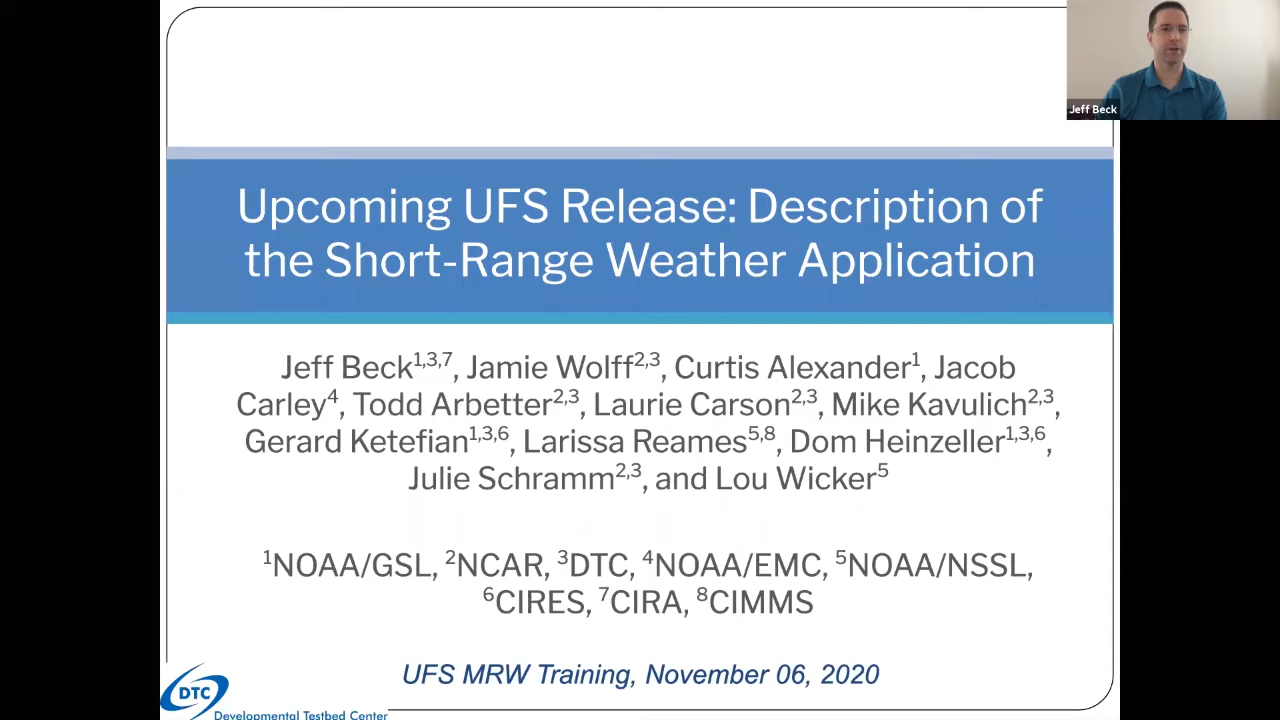 Jeff Beck
Upcoming UFS Release: Description of
the Short-Range Weather Application
Jeff Beck1,3,7, Jamie Wolff2,3, Curtis Alexander1, Jacob
Carley4, Todd Arbetter2,3, Laurie Carson2,3, Mike Kavulich2,3,
Gerard Ketefian1,3,6, Larissa Reames5,8, Dom Heinzeller1,3,6,
Julie Schramm2,3, and Lou Wicker5
1NOAA/GSL, 2NCAR, 3DTC, 4NOAA/EMC, 5NOAA/NSSL,
6CIRES, 7CIRA, 8CIMMS
UFS MRW Training, November 06, 2020
DTC
Developmental Testbed Center